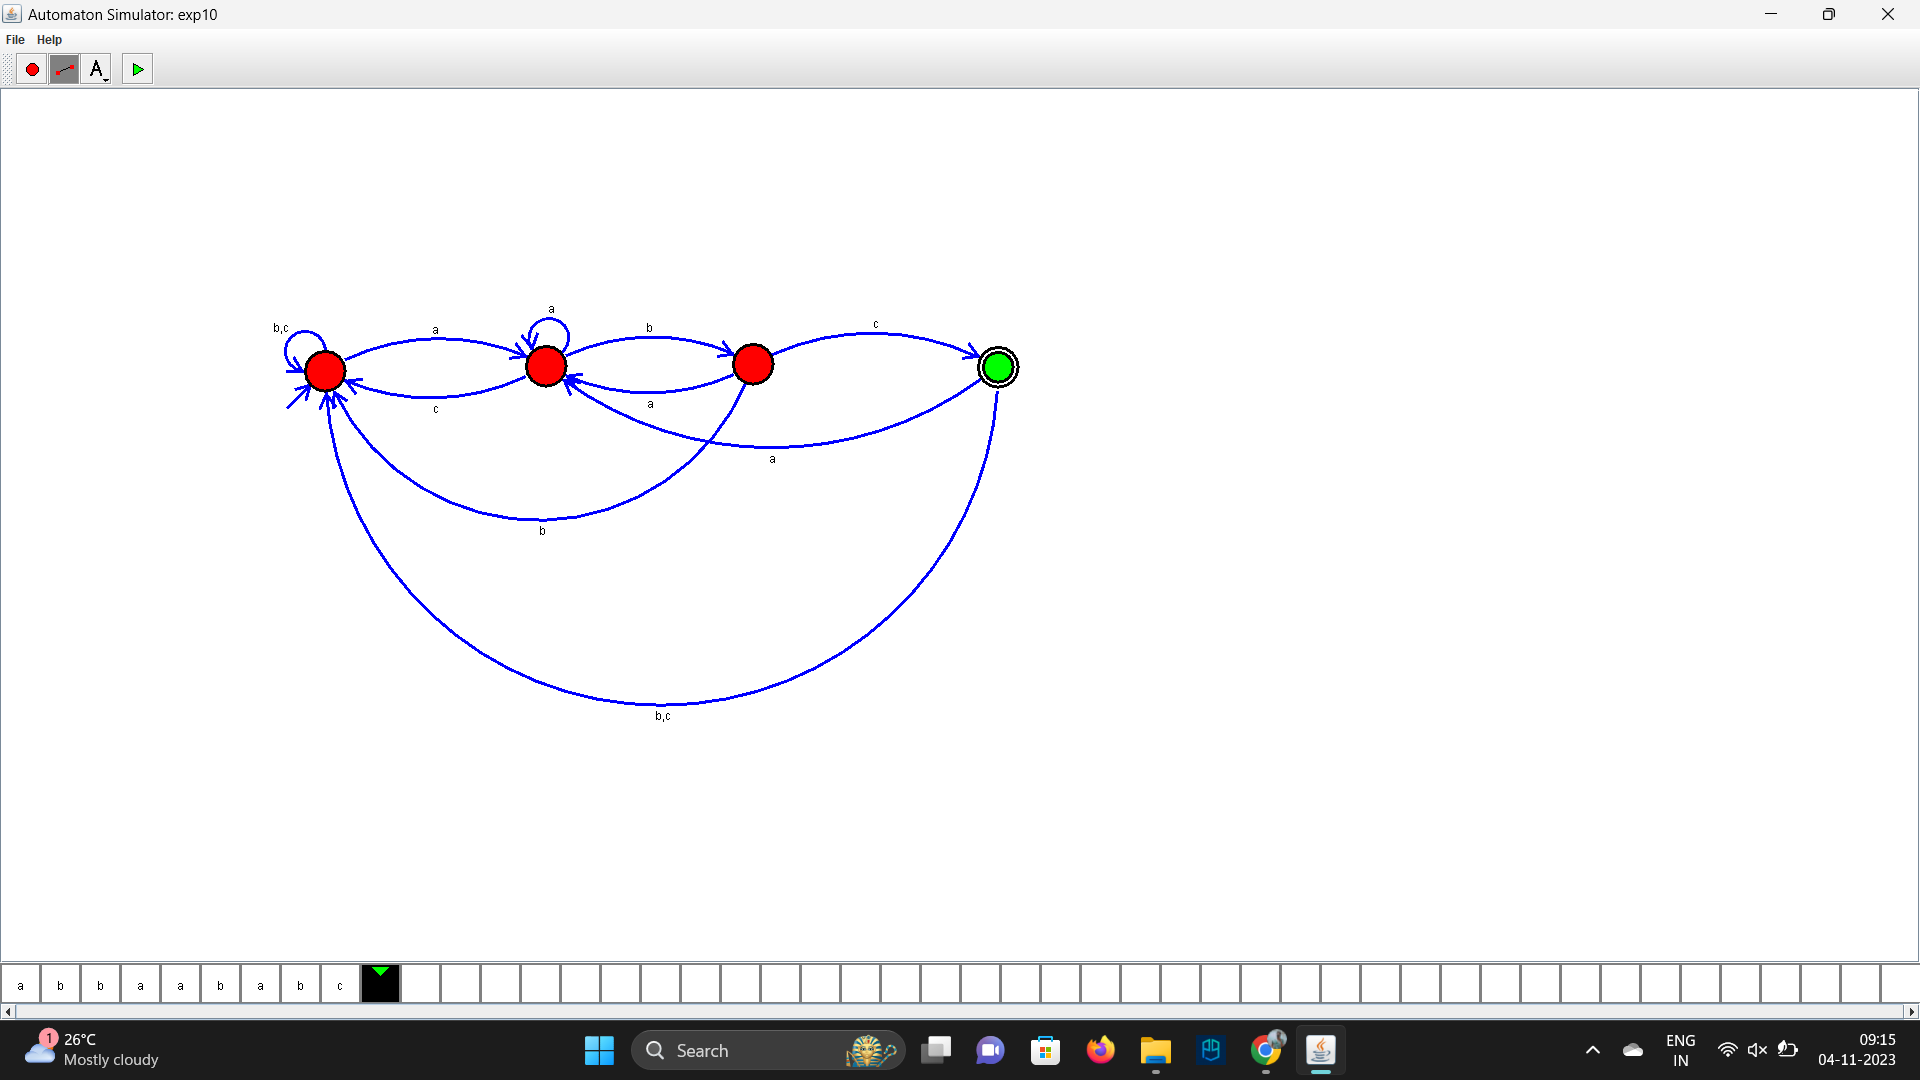 Automaton Simulator: exp10
File Help
A
a
b,c
a
b
c
c
a
a
b
b,c
a b b a a b a b c
1
26°C
Mostly cloudy
Search
ENG
IN
09:15
04-11-2023